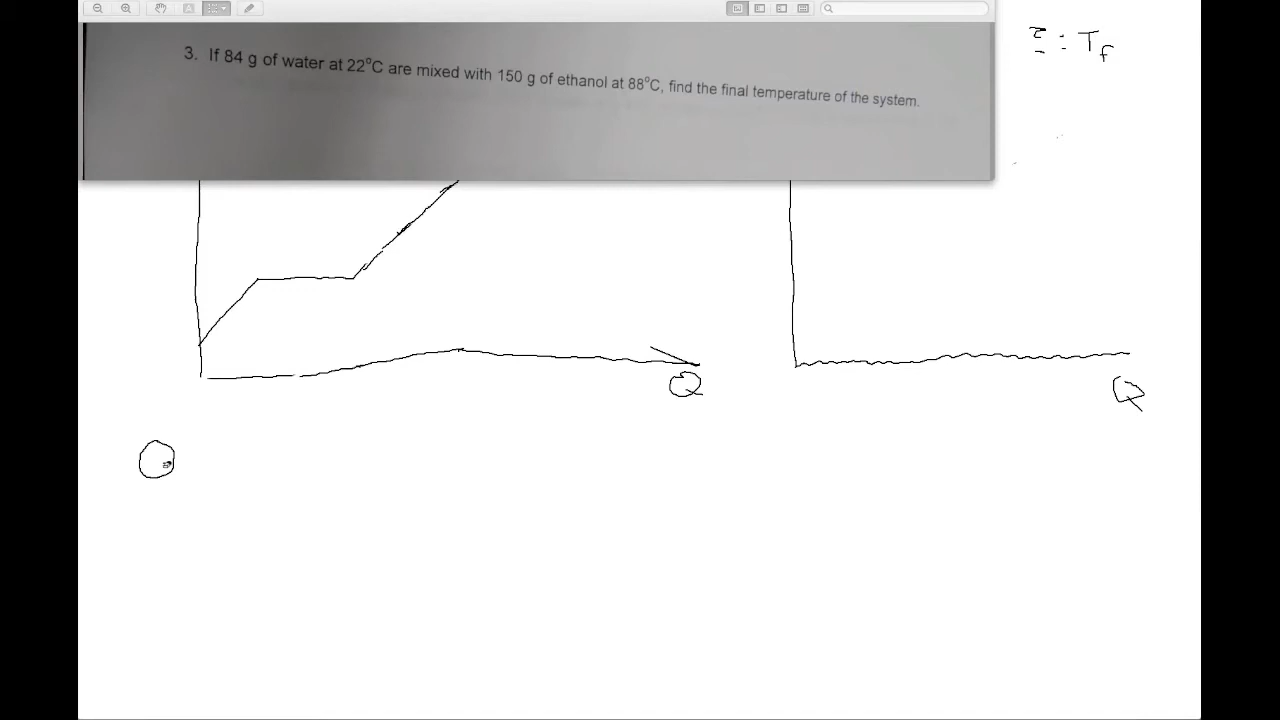 3. If 84 g of water at 22°C are mixed with 150 g of ethanol at 88°C, find the final temperature of the system.
: T_f
Q
Q